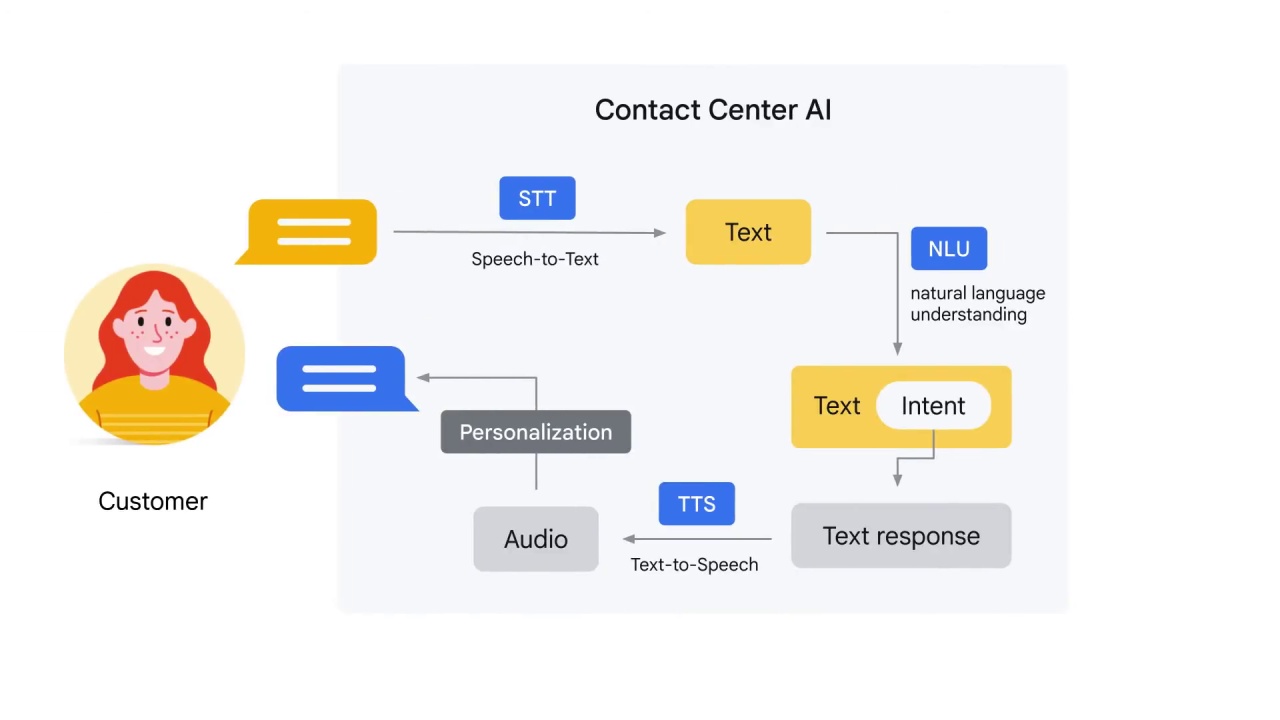 Contact Center AI
STT
Speech-to-Text
Text
NLU
natural language
understanding
Text Intent
Personalization
Customer
TTS
Text-to-Speech
Audio
Text response